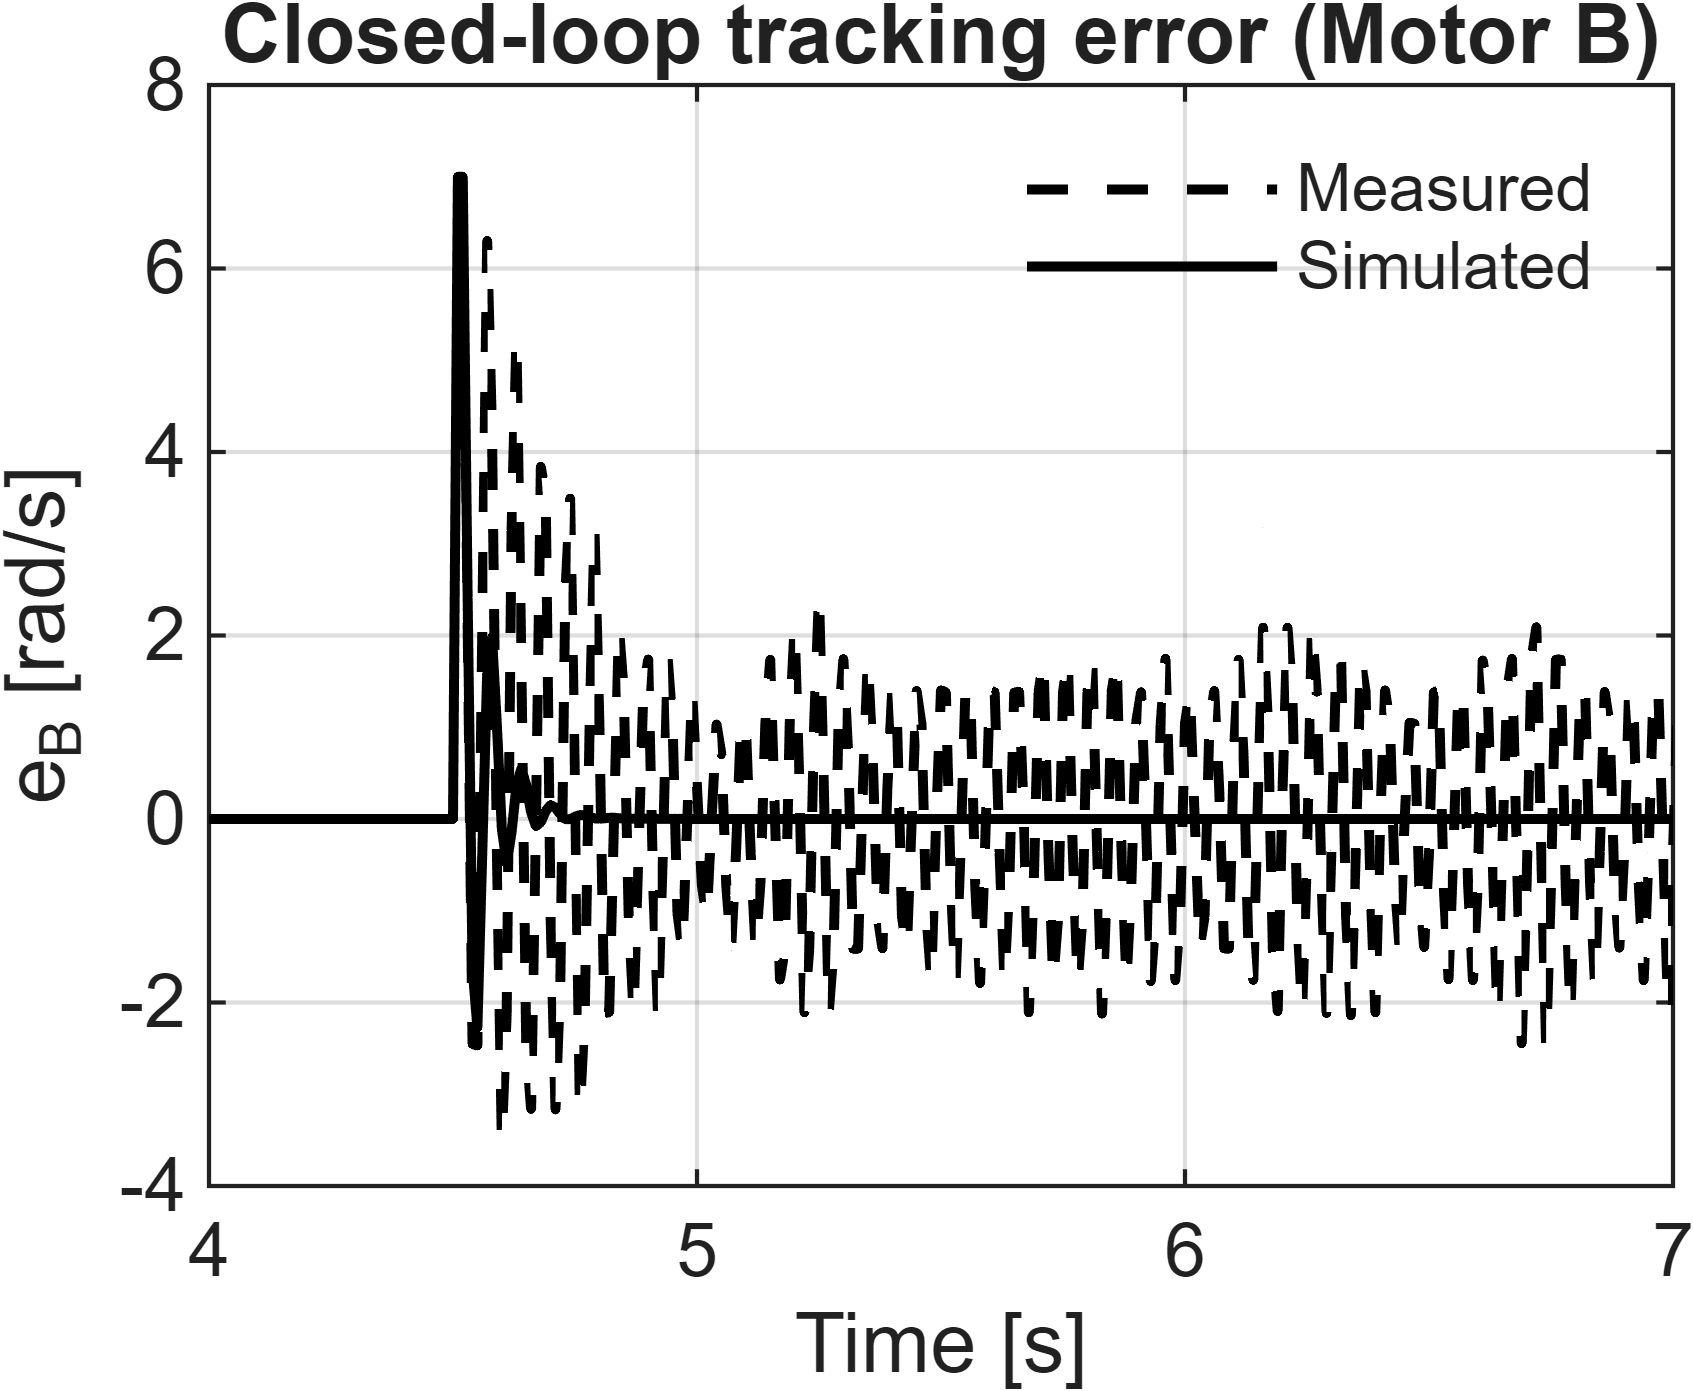 Closed-loop tracking error (Motor B)
8
6
4
2
0
-2
-4
e_B [rad/s]
Measured
Simulated
4 5 6 7
Time [s]